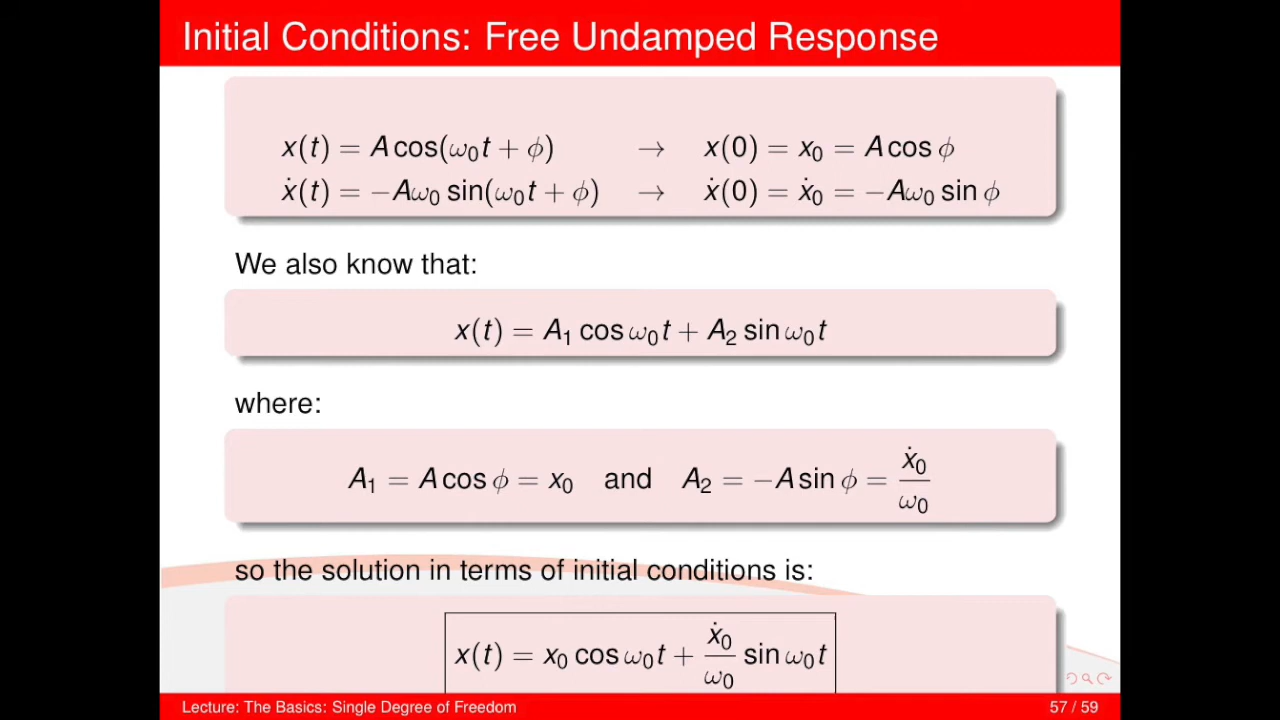 Initial Conditions: Free Undamped Response
x(t) = A cos(ω₀t + ϕ) → x(0) = x₀ = A cos ϕ
ẋ(t) = −Aω₀ sin(ω₀t + ϕ) → ẋ(0) = ẋ₀ = −Aω₀ sin ϕ
We also know that:
x(t) = A₁ cos ω₀t + A₂ sin ω₀t
where:
A₁ = A cos ϕ = x₀ and A₂ = −A sin ϕ = ẋ₀/ω₀
so the solution in terms of initial conditions is:
x(t) = x₀ cos ω₀t + ẋ₀/ω₀ sin ω₀t
Lecture: The Basics: Single Degree of Freedom 57 / 59